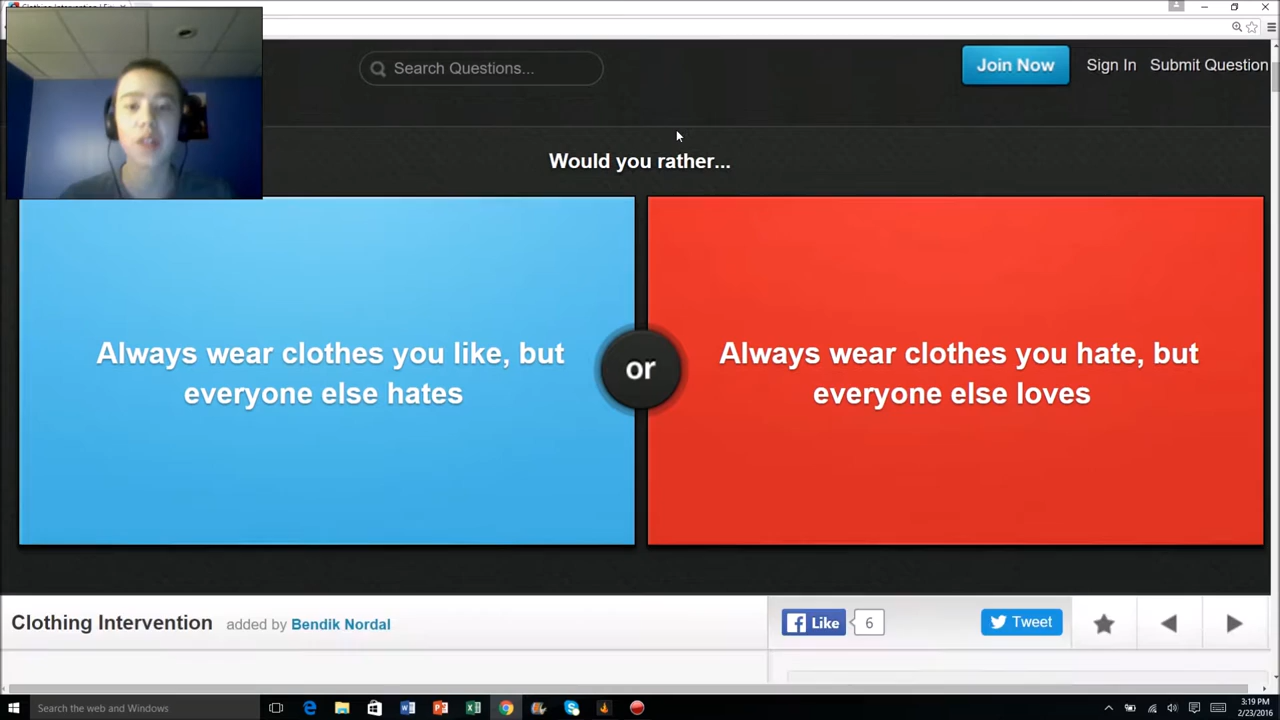 Search Questions...
Join Now
Sign In
Submit Question
Would you rather...
Always wear clothes you like, but
everyone else hates
or
Always wear clothes you hate, but
everyone else loves
Clothing Intervention
added by Bendik Nordal
Like
6
Tweet
Search the web and Windows
3:19 PM
2/23/2016